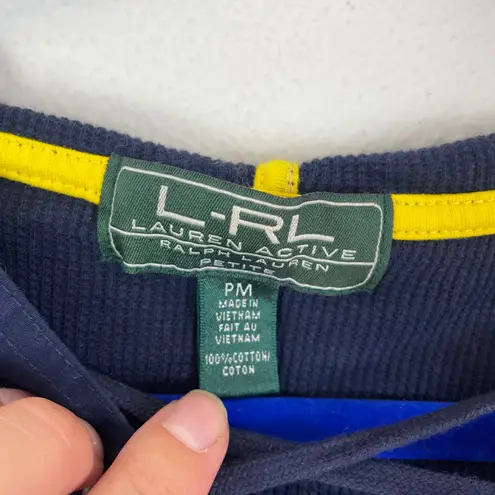 L-RL
LAUREN ACTIVE
RALPH LAUREN
PETITE
PM
MADE IN
VIETNAM
FAIT AU
VIETNAM
100%COTTON/
COTON